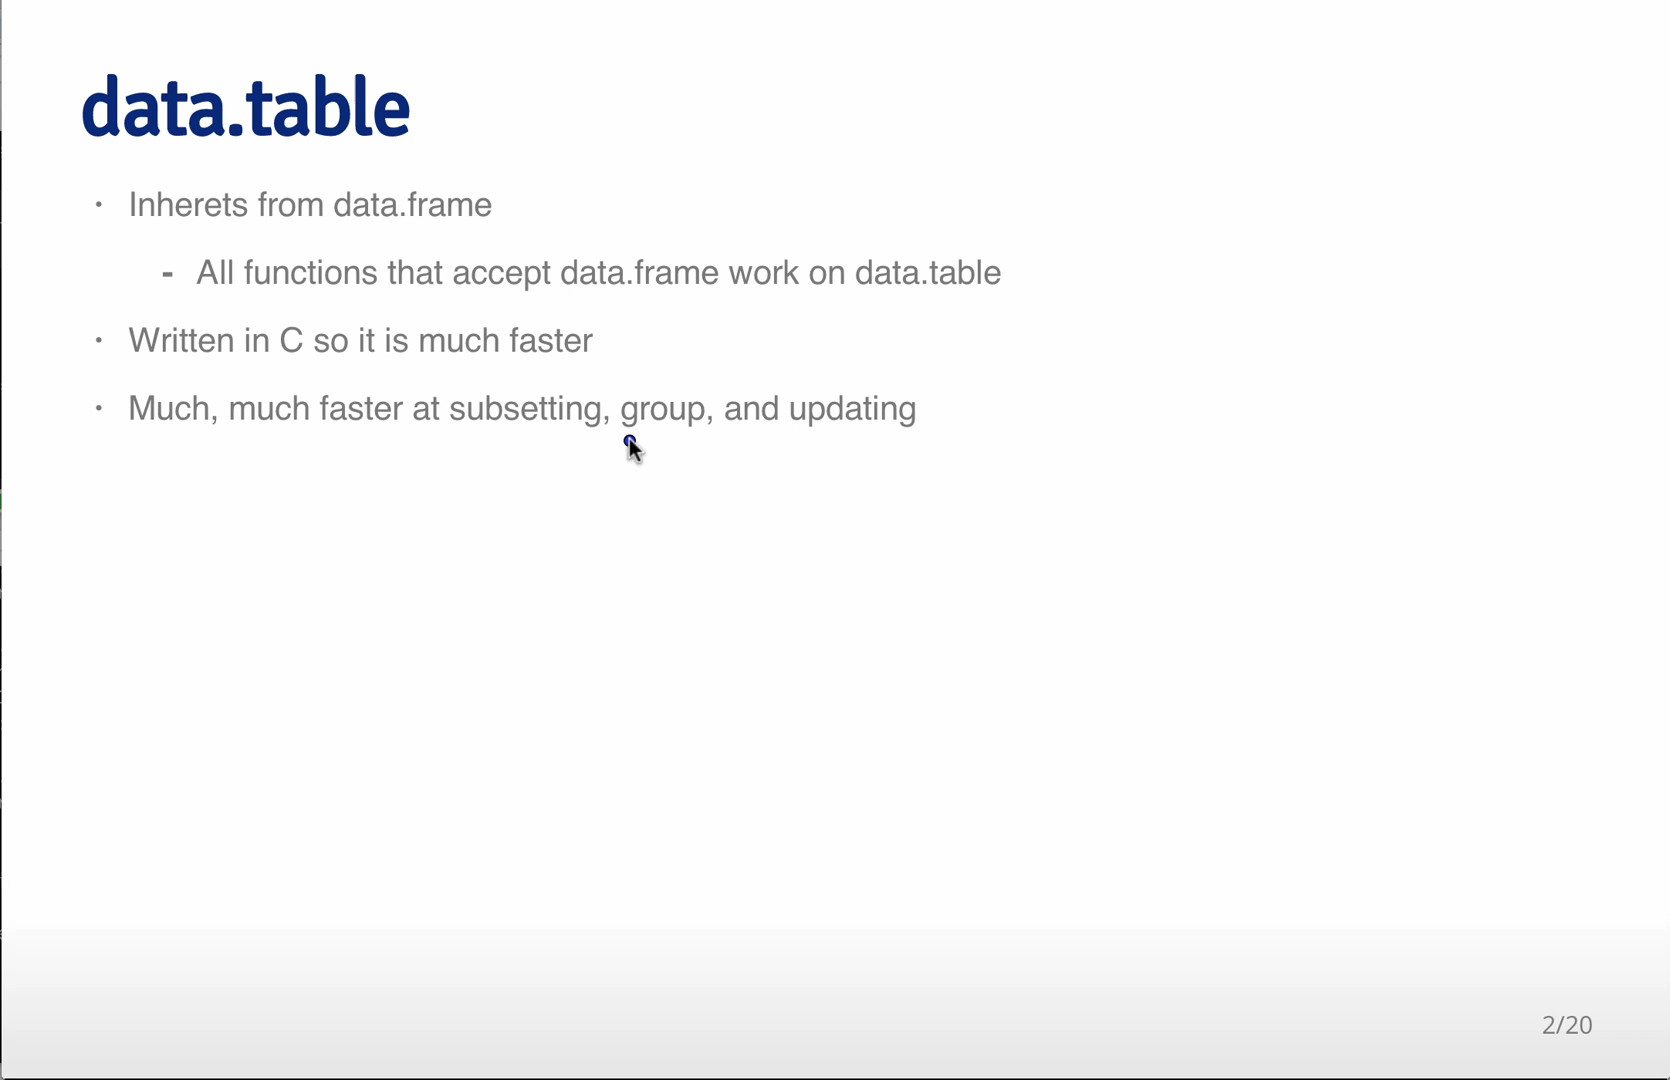 data.table
· Inherets from data.frame
- All functions that accept data.frame work on data.table
· Written in C so it is much faster
· Much, much faster at subsetting, group, and updating
2/20